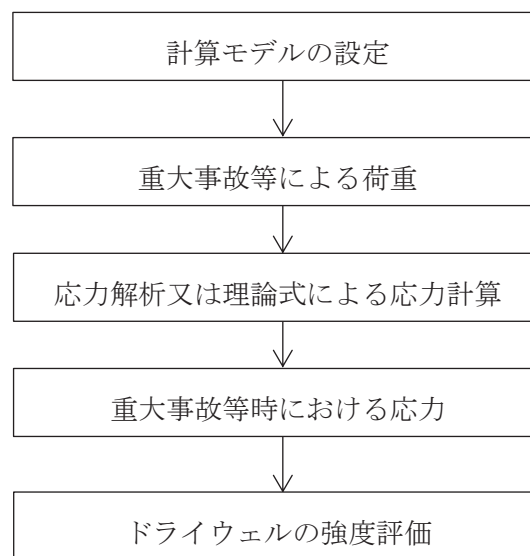 計算モデルの設定
重大事故等による荷重
応力解析又は理論式による応力計算
重大事故等時における応力
ドライウェルの強度評価